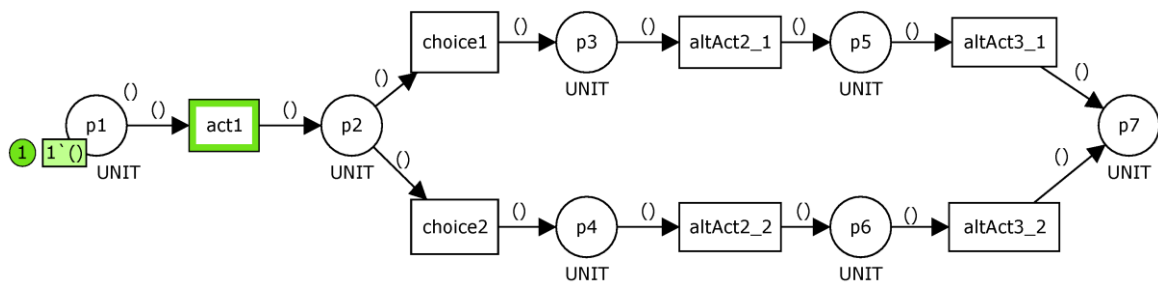 choice1
()
p3
()
altAct2_1
()
p5
()
altAct3_1
()
UNIT
UNIT
()
()
()
()
()
p1
act1
p2
p7
1
1`()
UNIT
UNIT
()
()
UNIT
choice2
()
p4
()
altAct2_2
()
p6
()
altAct3_2
UNIT
UNIT